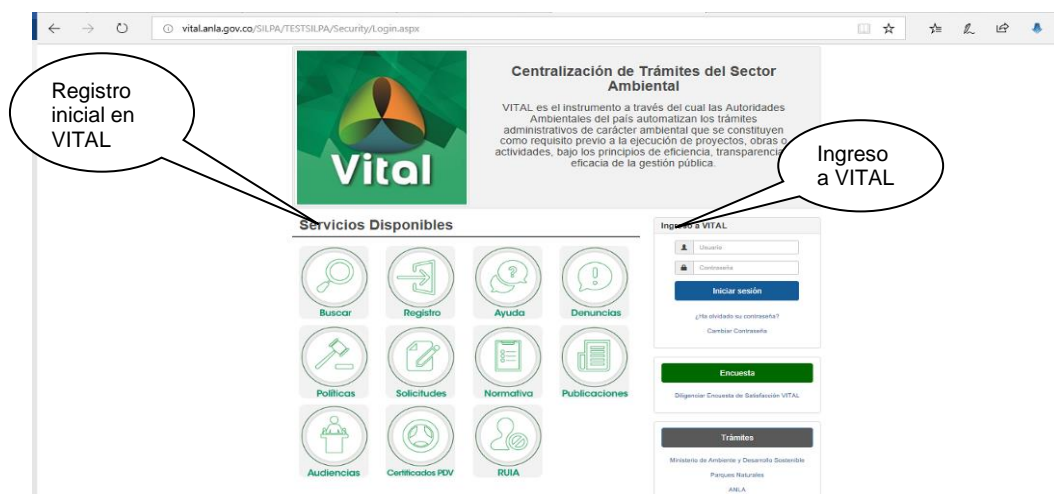 vital.anla.gov.co/SILPA/TESTSILPA/Security/Login.aspx
Registro
inicial en
VITAL
Vital
Centralización de Trámites del Sector
Ambiental
VITAL es el instrumento a través del cual las Autoridades
Ambientales del país automatizan los trámites
administrativos de carácter ambiental que se constituyen
como requisito previo a la ejecución de proyectos, obras o
actividades, bajo los principios de eficiencia, transparencia
eficacia de la gestión pública.
Ingreso
a VITAL
Servicios Disponibles
Buscar
Registro
Ayuda
Denuncias
Políticas
Solicitudes
Normativa
Publicaciones
Audiencias
Certificados PDV
RUIA
Ingreso a VITAL
Usuario
Contraseña
Iniciar sesión
¿Ha olvidado su contraseña?
Cambiar Contraseña
Encuesta
Diligenciar Encuesta de Satisfacción VITAL
Trámites
Ministerio de Ambiente y Desarrollo Sostenible
Parques Naturales
ANLA